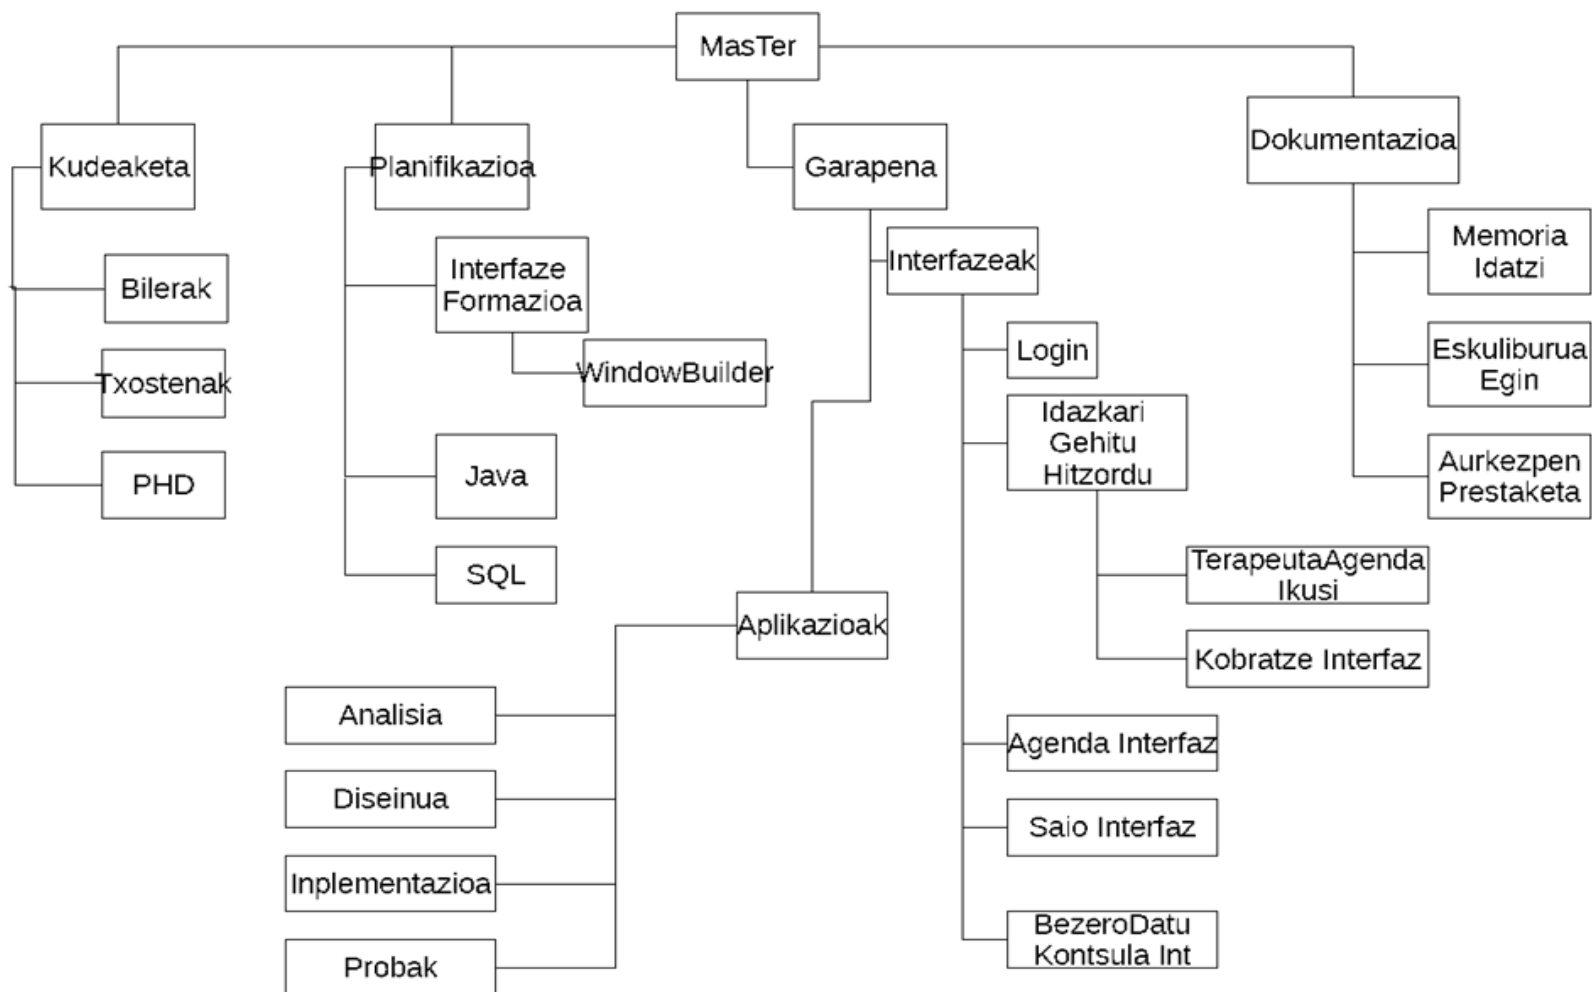 MasTer
Kudeaketa
Bilerak
Txostenak
PHD
Planifikazioa
Interfaze
Formazioa
WindowBuilder
Java
SQL
Garapena
Interfazeak
Login
Idazkari
Gehitu
Hitzordu
TerapeutaAgenda
Ikusi
Kobratze Interfaz
Agenda Interfaz
Saio Interfaz
BezeroDatu
Kontsula Int
Aplikazioak
Analisia
Diseinua
Inplementazioa
Probak
Dokumentazioa
Memoria
Idatzi
Eskuliburua
Egin
Aurkezpen
Prestaketa